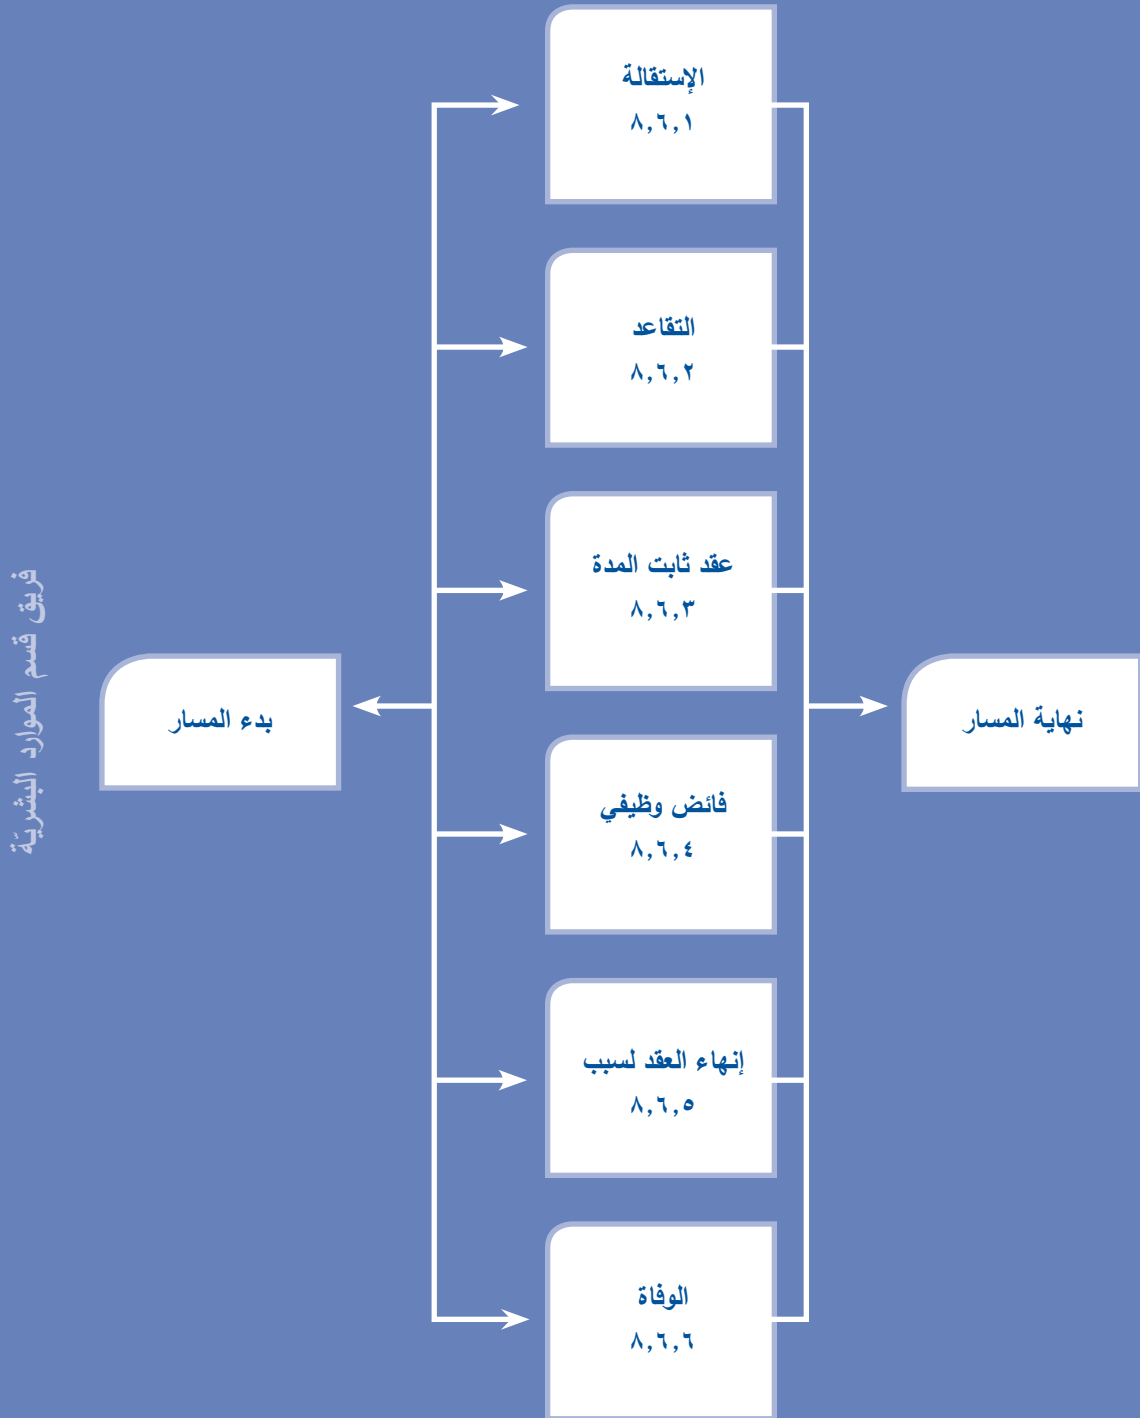 فريق قسم الموارد البشريّة
بدء المسار
الإستقالة
٨,٦,١
التقاعد
٨,٦,٢
عقد ثابت المدة
٨,٦,٣
فائض وظيفي
٨,٦,٤
إنهاء العقد لسبب
٨,٦,٥
الوفاة
٨,٦,٦
نهاية المسار